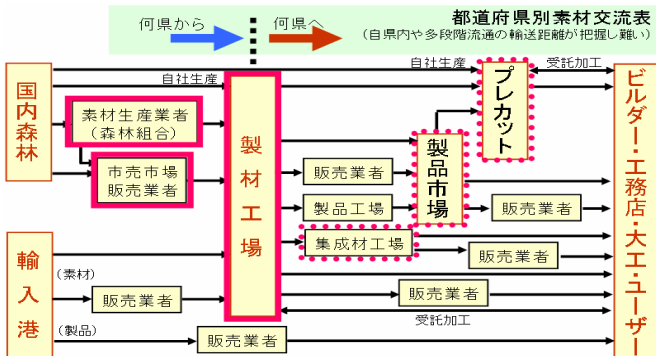 何県から
何県へ
都道府県別素材交流表
(自県内や多段階流通の輸送距離が把握し難い)
自社生産
自社生産
受託加工
国内森林
素材生産業者
(森林組合)
市売市場
販売業者
製材工場
プレカット
製品市場
販売業者
製品工場
集成材工場
販売業者
販売業者
販売業者
受託加工
輸入港
(素材)
販売業者
(製品)
販売業者
ビルダー・工務店・大工・ユーザー